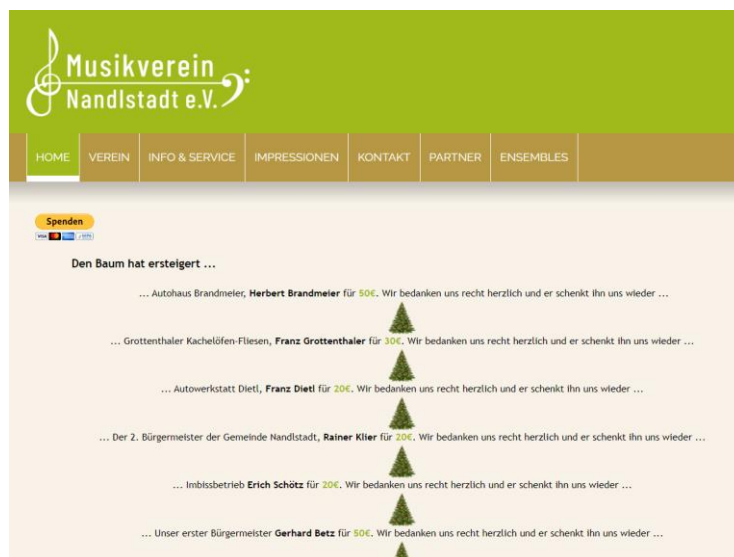 Musikverein
Nandlstadt e.V.
HOME VEREIN INFO & SERVICE IMPRESSIONEN KONTAKT PARTNER ENSEMBLES
Spenden
VISA
Den Baum hat ersteigert ...
... Autohaus Brandmeier, Herbert Brandmeier für 50€. Wir bedanken uns recht herzlich und er schenkt ihn uns wieder ...
... Grottenthaler Kachelöfen-Fliesen, Franz Grottenthaler für 30€. Wir bedanken uns recht herzlich und er schenkt ihn uns wieder ...
... Autowerkstatt Dietl, Franz Dietl für 20€. Wir bedanken uns recht herzlich und er schenkt ihn uns wieder ...
... Der 2. Bürgermeister der Gemeinde Nandlstadt, Rainer Klier für 20€. Wir bedanken uns recht herzlich und er schenkt ihn uns wieder ...
... Imbissbetrieb Erich Schötz für 20€. Wir bedanken uns recht herzlich und er schenkt ihn uns wieder ...
... Unser erster Bürgermeister Gerhard Betz für 50€. Wir bedanken uns recht herzlich und er schenkt ihn uns wieder ...